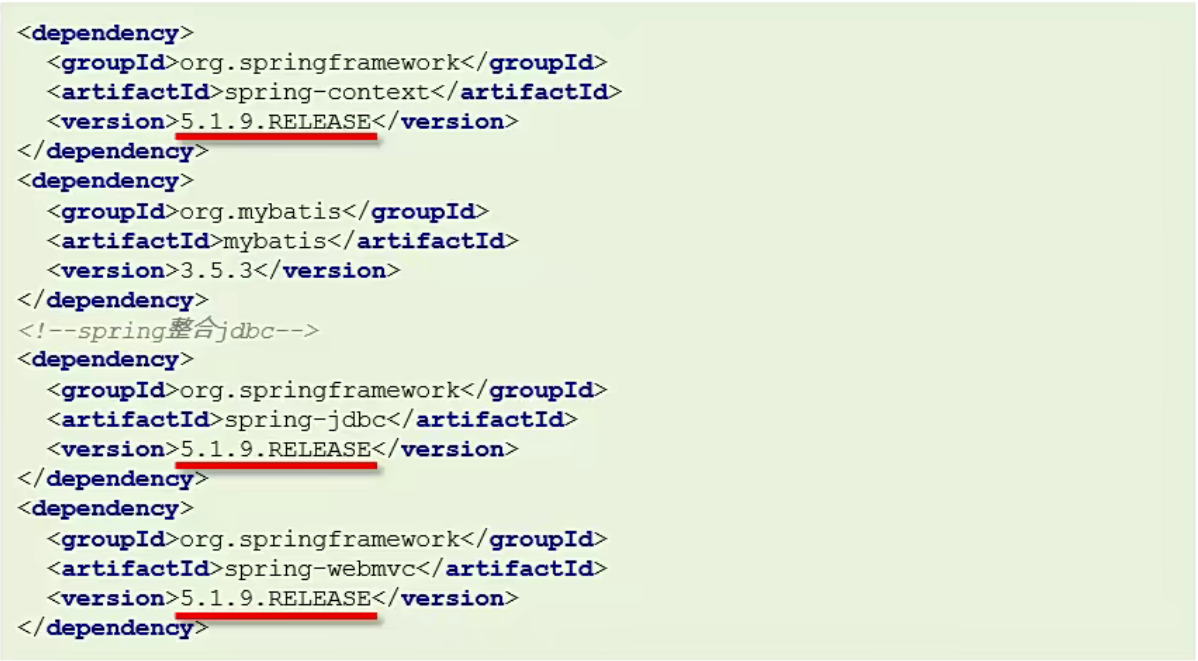 <dependency>
  <groupId>org.springframework</groupId>
  <artifactId>spring-context</artifactId>
  <version>5.1.9.RELEASE</version>
</dependency>
<dependency>
  <groupId>org.mybatis</groupId>
  <artifactId>mybatis</artifactId>
  <version>3.5.3</version>
</dependency>
<!--spring整合jdbc-->
<dependency>
  <groupId>org.springframework</groupId>
  <artifactId>spring-jdbc</artifactId>
  <version>5.1.9.RELEASE</version>
</dependency>
<dependency>
  <groupId>org.springframework</groupId>
  <artifactId>spring-webmvc</artifactId>
  <version>5.1.9.RELEASE</version>
</dependency>